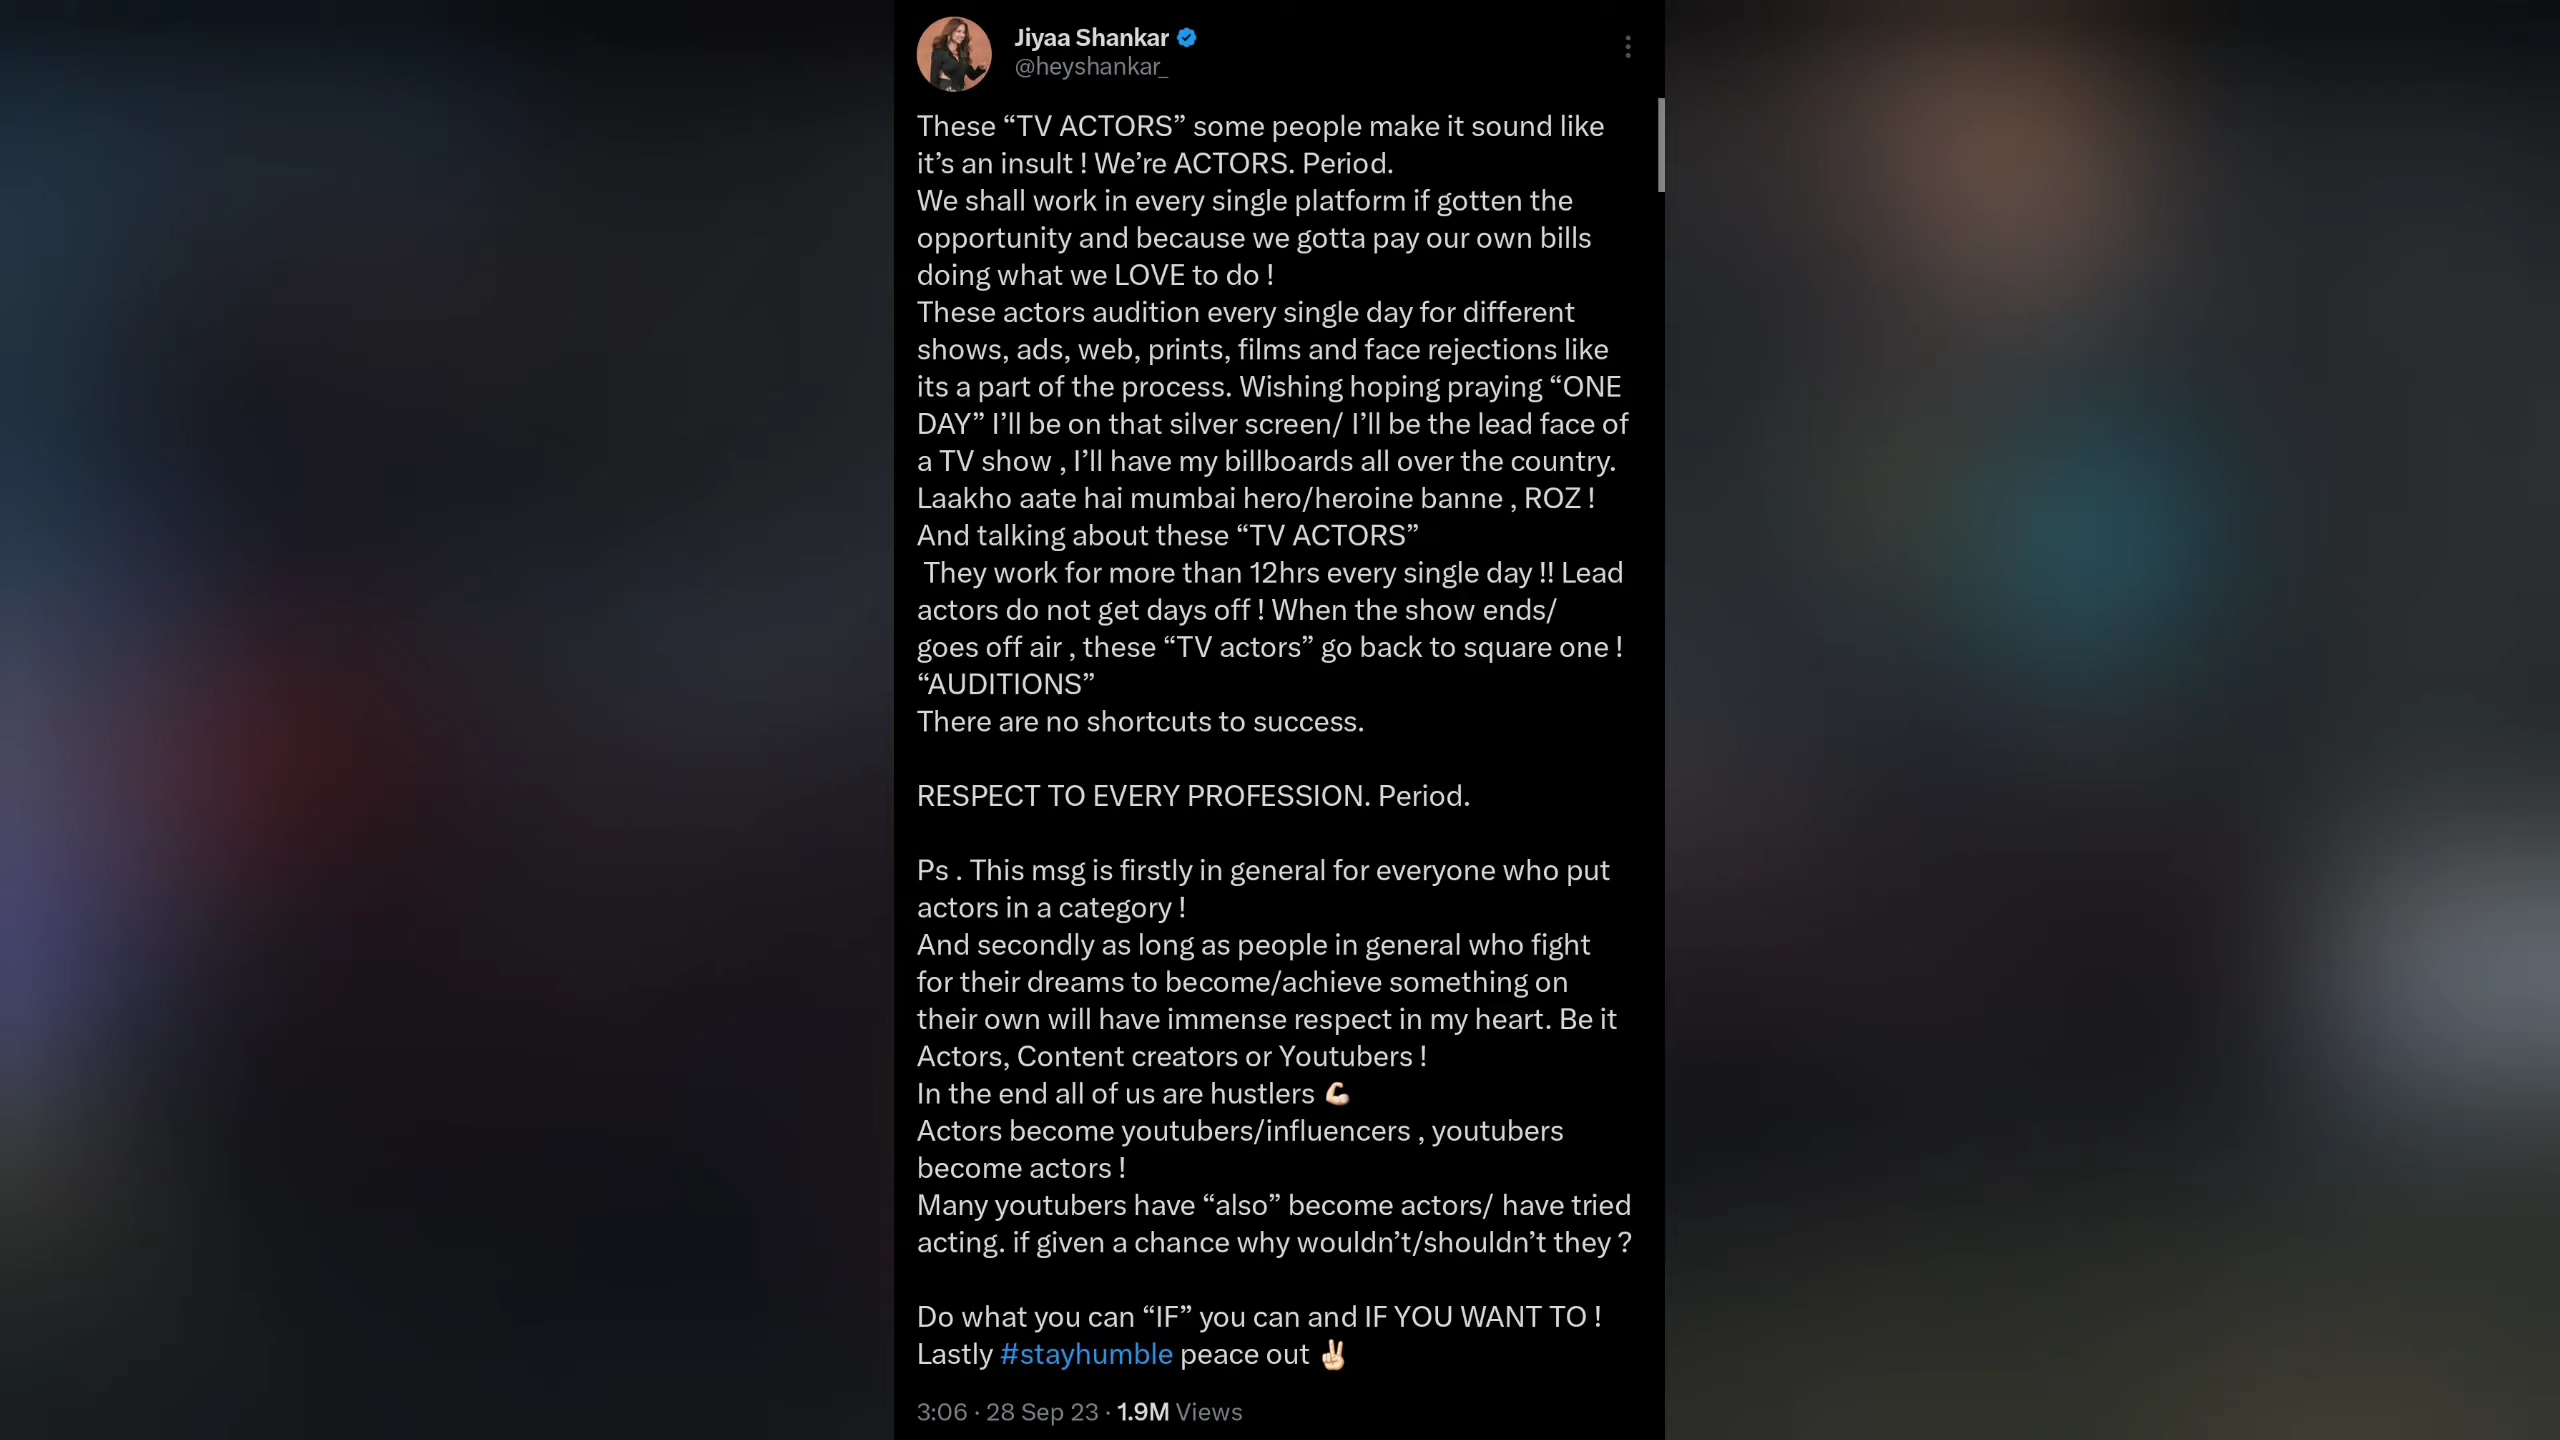 Jiyaa Shankar
@heyshankar_
These “TV ACTORS” some people make it sound like
it’s an insult ! We’re ACTORS. Period.
We shall work in every single platform if gotten the
opportunity and because we gotta pay our own bills
doing what we LOVE to do !
These actors audition every single day for different
shows, ads, web, prints, films and face rejections like
its a part of the process. Wishing hoping praying “ONE
DAY” I’ll be on that silver screen/ I’ll be the lead face of
a TV show , I’ll have my billboards all over the country.
Laakho aate hai mumbai hero/heroine banne , ROZ !
And talking about these “TV ACTORS”
They work for more than 12hrs every single day !! Lead
actors do not get days off ! When the show ends/
goes off air , these “TV actors” go back to square one !
“AUDITIONS”
There are no shortcuts to success.
RESPECT TO EVERY PROFESSION. Period.
Ps . This msg is firstly in general for everyone who put
actors in a category !
And secondly as long as people in general who fight
for their dreams to become/achieve something on
their own will have immense respect in my heart. Be it
Actors, Content creators or Youtubers !
In the end all of us are hustlers 💪🏻
Actors become youtubers/influencers , youtubers
become actors !
Many youtubers have “also” become actors/ have tried
acting. if given a chance why wouldn’t/shouldn’t they ?
Do what you can “IF” you can and IF YOU WANT TO !
Lastly #stayhumble peace out ✌🏻
3:06 · 28 Sep 23 · 1.9M Views